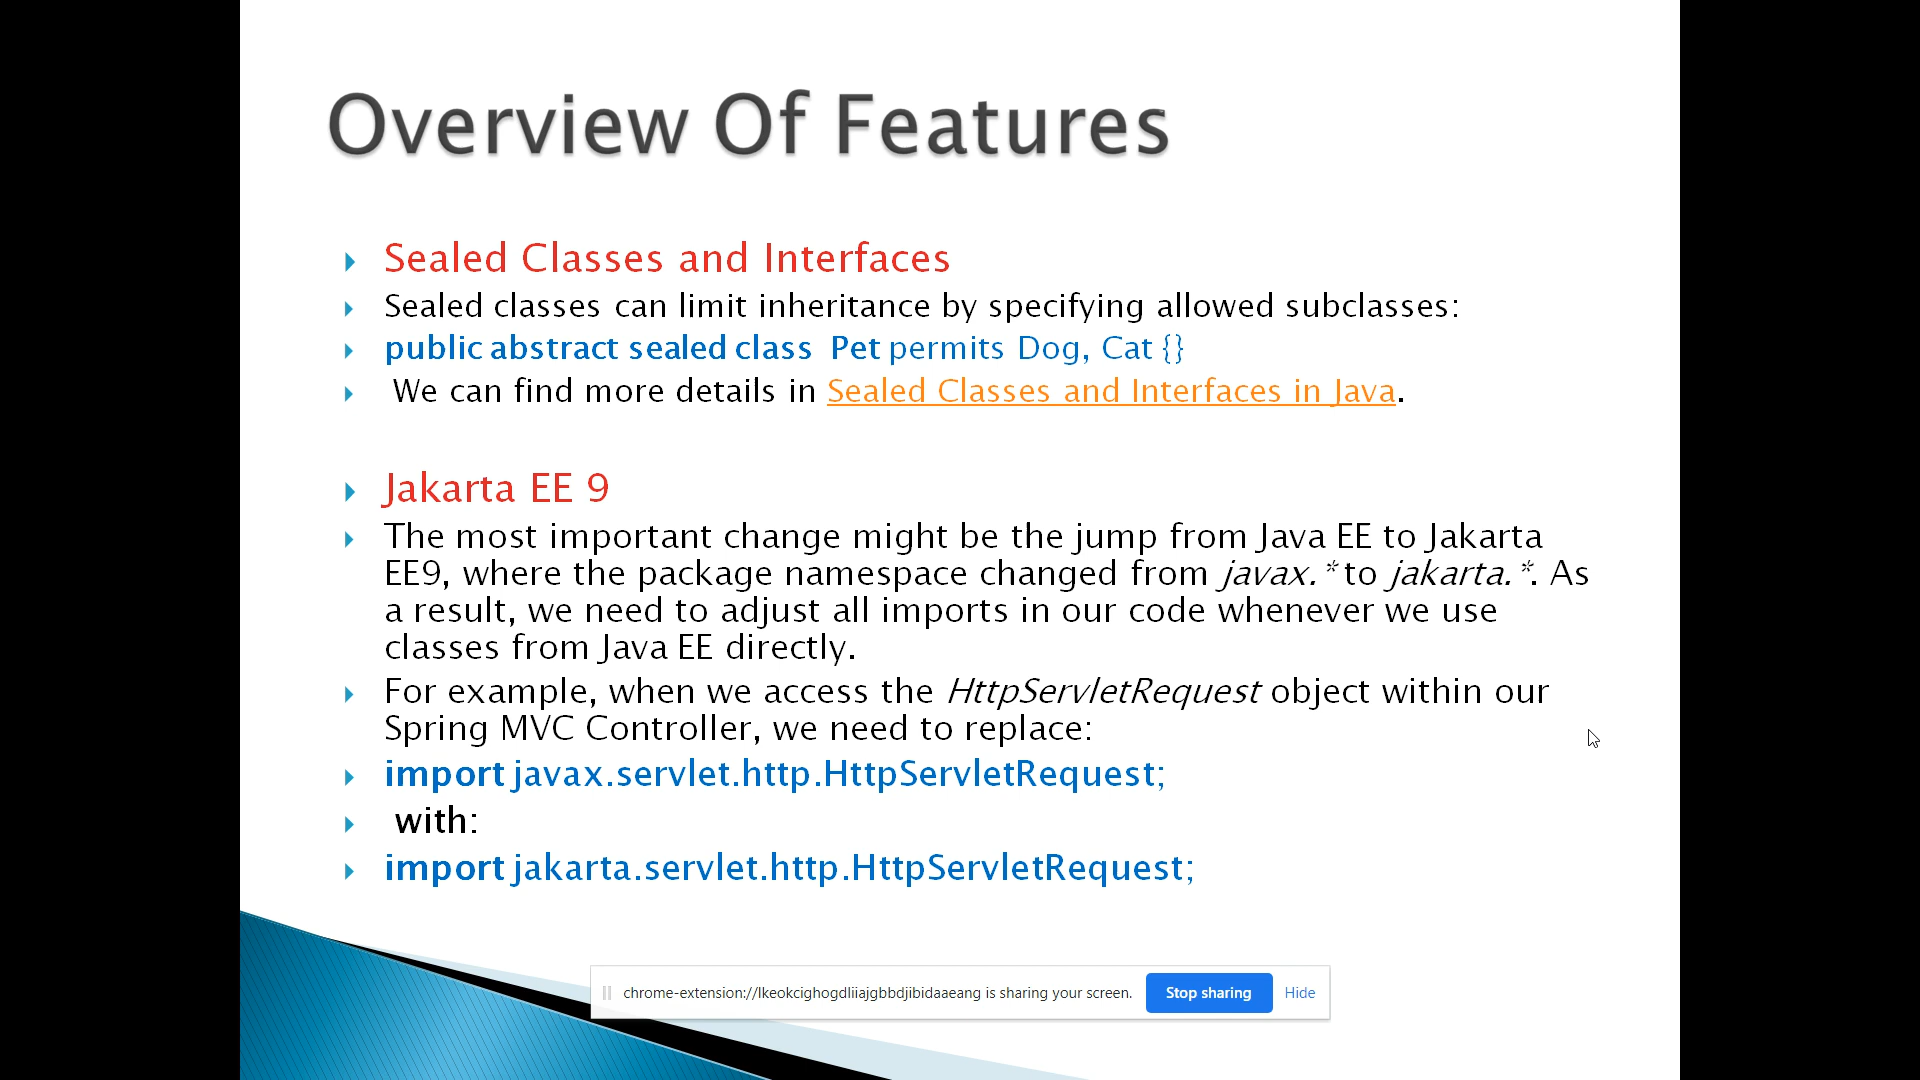 Overview Of Features
Sealed Classes and Interfaces
Sealed classes can limit inheritance by specifying allowed subclasses:
public abstract sealed class Pet permits Dog, Cat {}
We can find more details in Sealed Classes and Interfaces in Java.
Jakarta EE 9
The most important change might be the jump from Java EE to Jakarta
EE9, where the package namespace changed from javax.* to jakarta.*. As
a result, we need to adjust all imports in our code whenever we use
classes from Java EE directly.
For example, when we access the HttpServletRequest object within our
Spring MVC Controller, we need to replace:
import javax.servlet.http.HttpServletRequest;
with:
import jakarta.servlet.http.HttpServletRequest;
chrome-extension://lkeokcighogdliiajgbbdjibidaaeang is sharing your screen. Stop sharing Hide